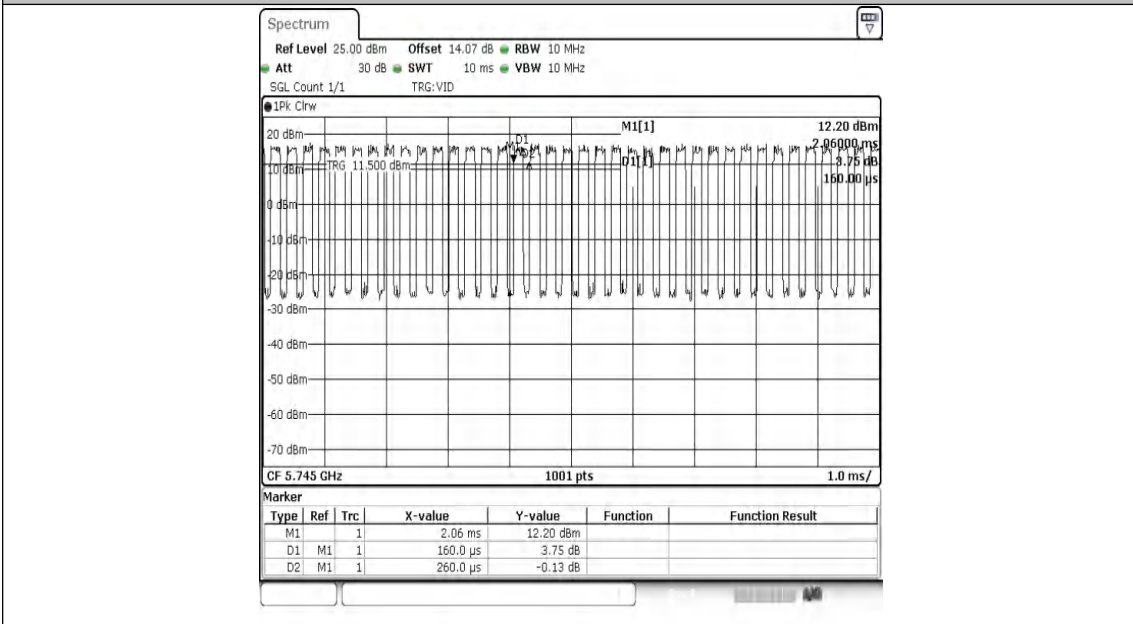 Spectrum
Ref Level 25.00 dBm Offset 14.07 dB RBW 10 MHz
Att 30 dB SWT 10 ms VBW 10 MHz
SGL Count 1/1 TRG:VID
1Pk Clrw
M1[1] 12.20 dBm
2.06000 ms
D1[1] 3.75 dB
160.00 µs
20 dBm
D1
D2
TRG 11.500 dBm
10 dBm
0 dBm
-10 dBm
-20 dBm
-30 dBm
-40 dBm
-50 dBm
-60 dBm
-70 dBm
CF 5.745 GHz 1001 pts 1.0 ms/
Marker
Type Ref Trc X-value Y-value Function Function Result
M1 1 2.06 ms 12.20 dBm
D1 M1 1 160.0 µs 3.75 dB
D2 M1 1 260.0 µs -0.13 dB